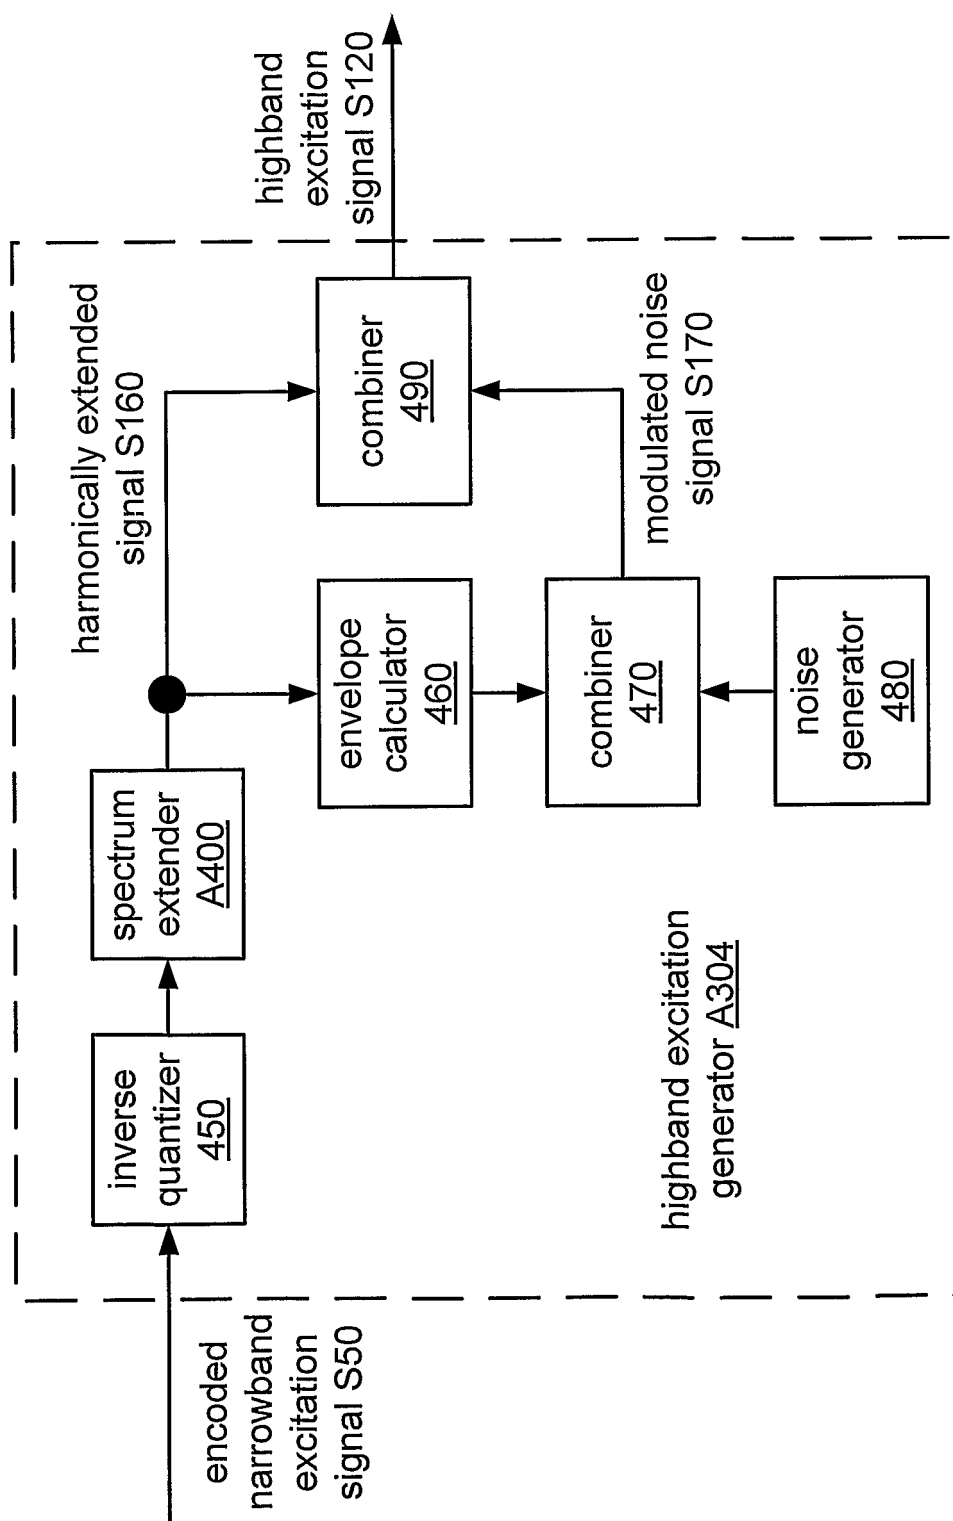 encoded
narrowband
excitation
signal S50
inverse
quantizer
450
spectrum
extender
A400
harmonically extended
signal S160
envelope
calculator
460
combiner
470
noise
generator
480
combiner
490
modulated noise
signal S170
highband
excitation
signal S120
highband excitation
generator A304